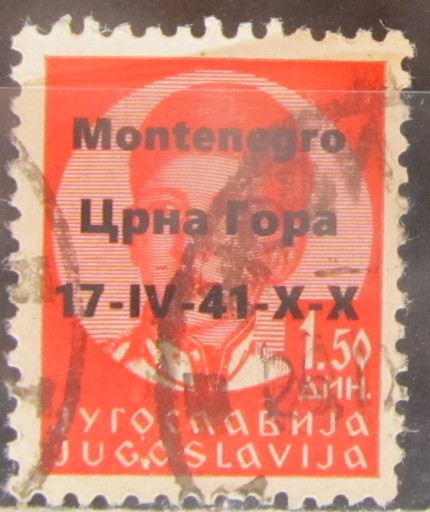 Montenegro
Црна Гора
17-IV-41-X-X
1.50
ДИН.
ЈУГОСЛАВИЈА
JUGOSLAVIJA